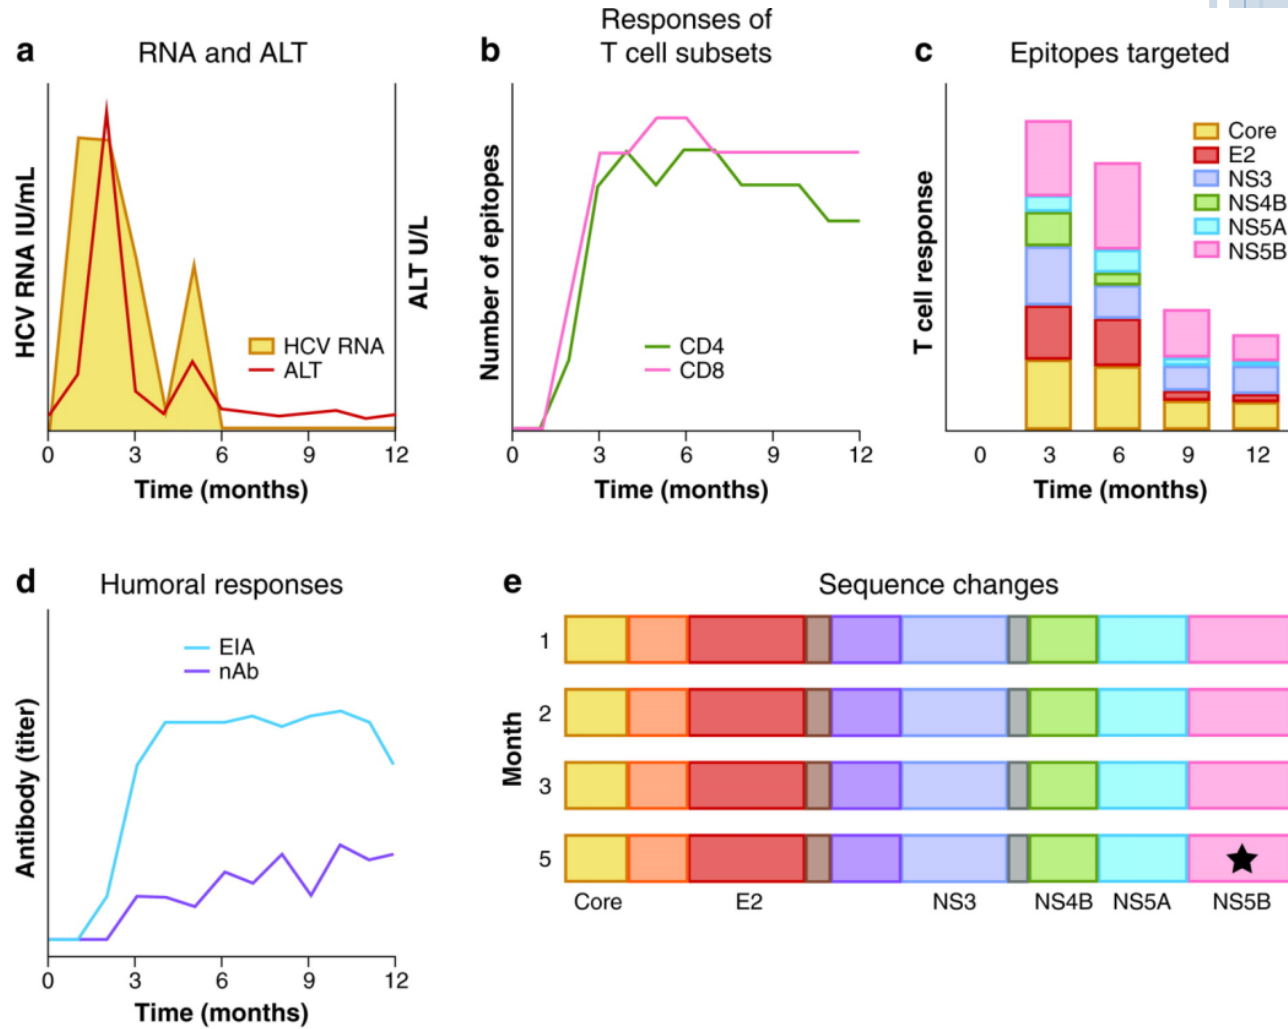 a RNA and ALT
HCV RNA IU/mL
ALT U/L
HCV RNA
ALT
0 3 6 9 12
Time (months)
b Responses of
T cell subsets
Number of epitopes
CD4
CD8
0 3 6 9 12
Time (months)
c Epitopes targeted
T cell response
Core
E2
NS3
NS4B
NS5A
NS5B
0 3 6 9 12
Time (months)
d Humoral responses
Antibody (titer)
EIA
nAb
0 3 6 9 12
Time (months)
e Sequence changes
Month
1
2
3
5
Core E2 NS3 NS4B NS5A NS5B